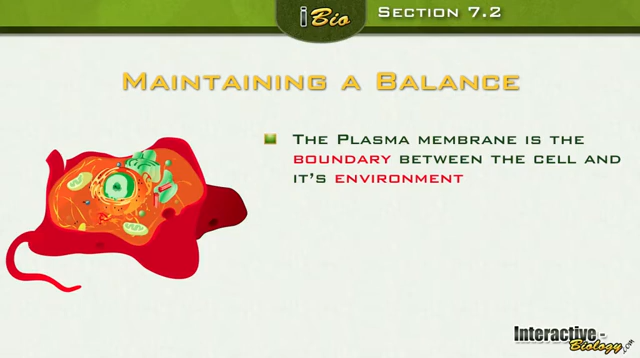 iBio
Section 7.2
Maintaining a Balance
The Plasma membrane is the
boundary between the cell and
it's environment
Interactive-
Biology.com